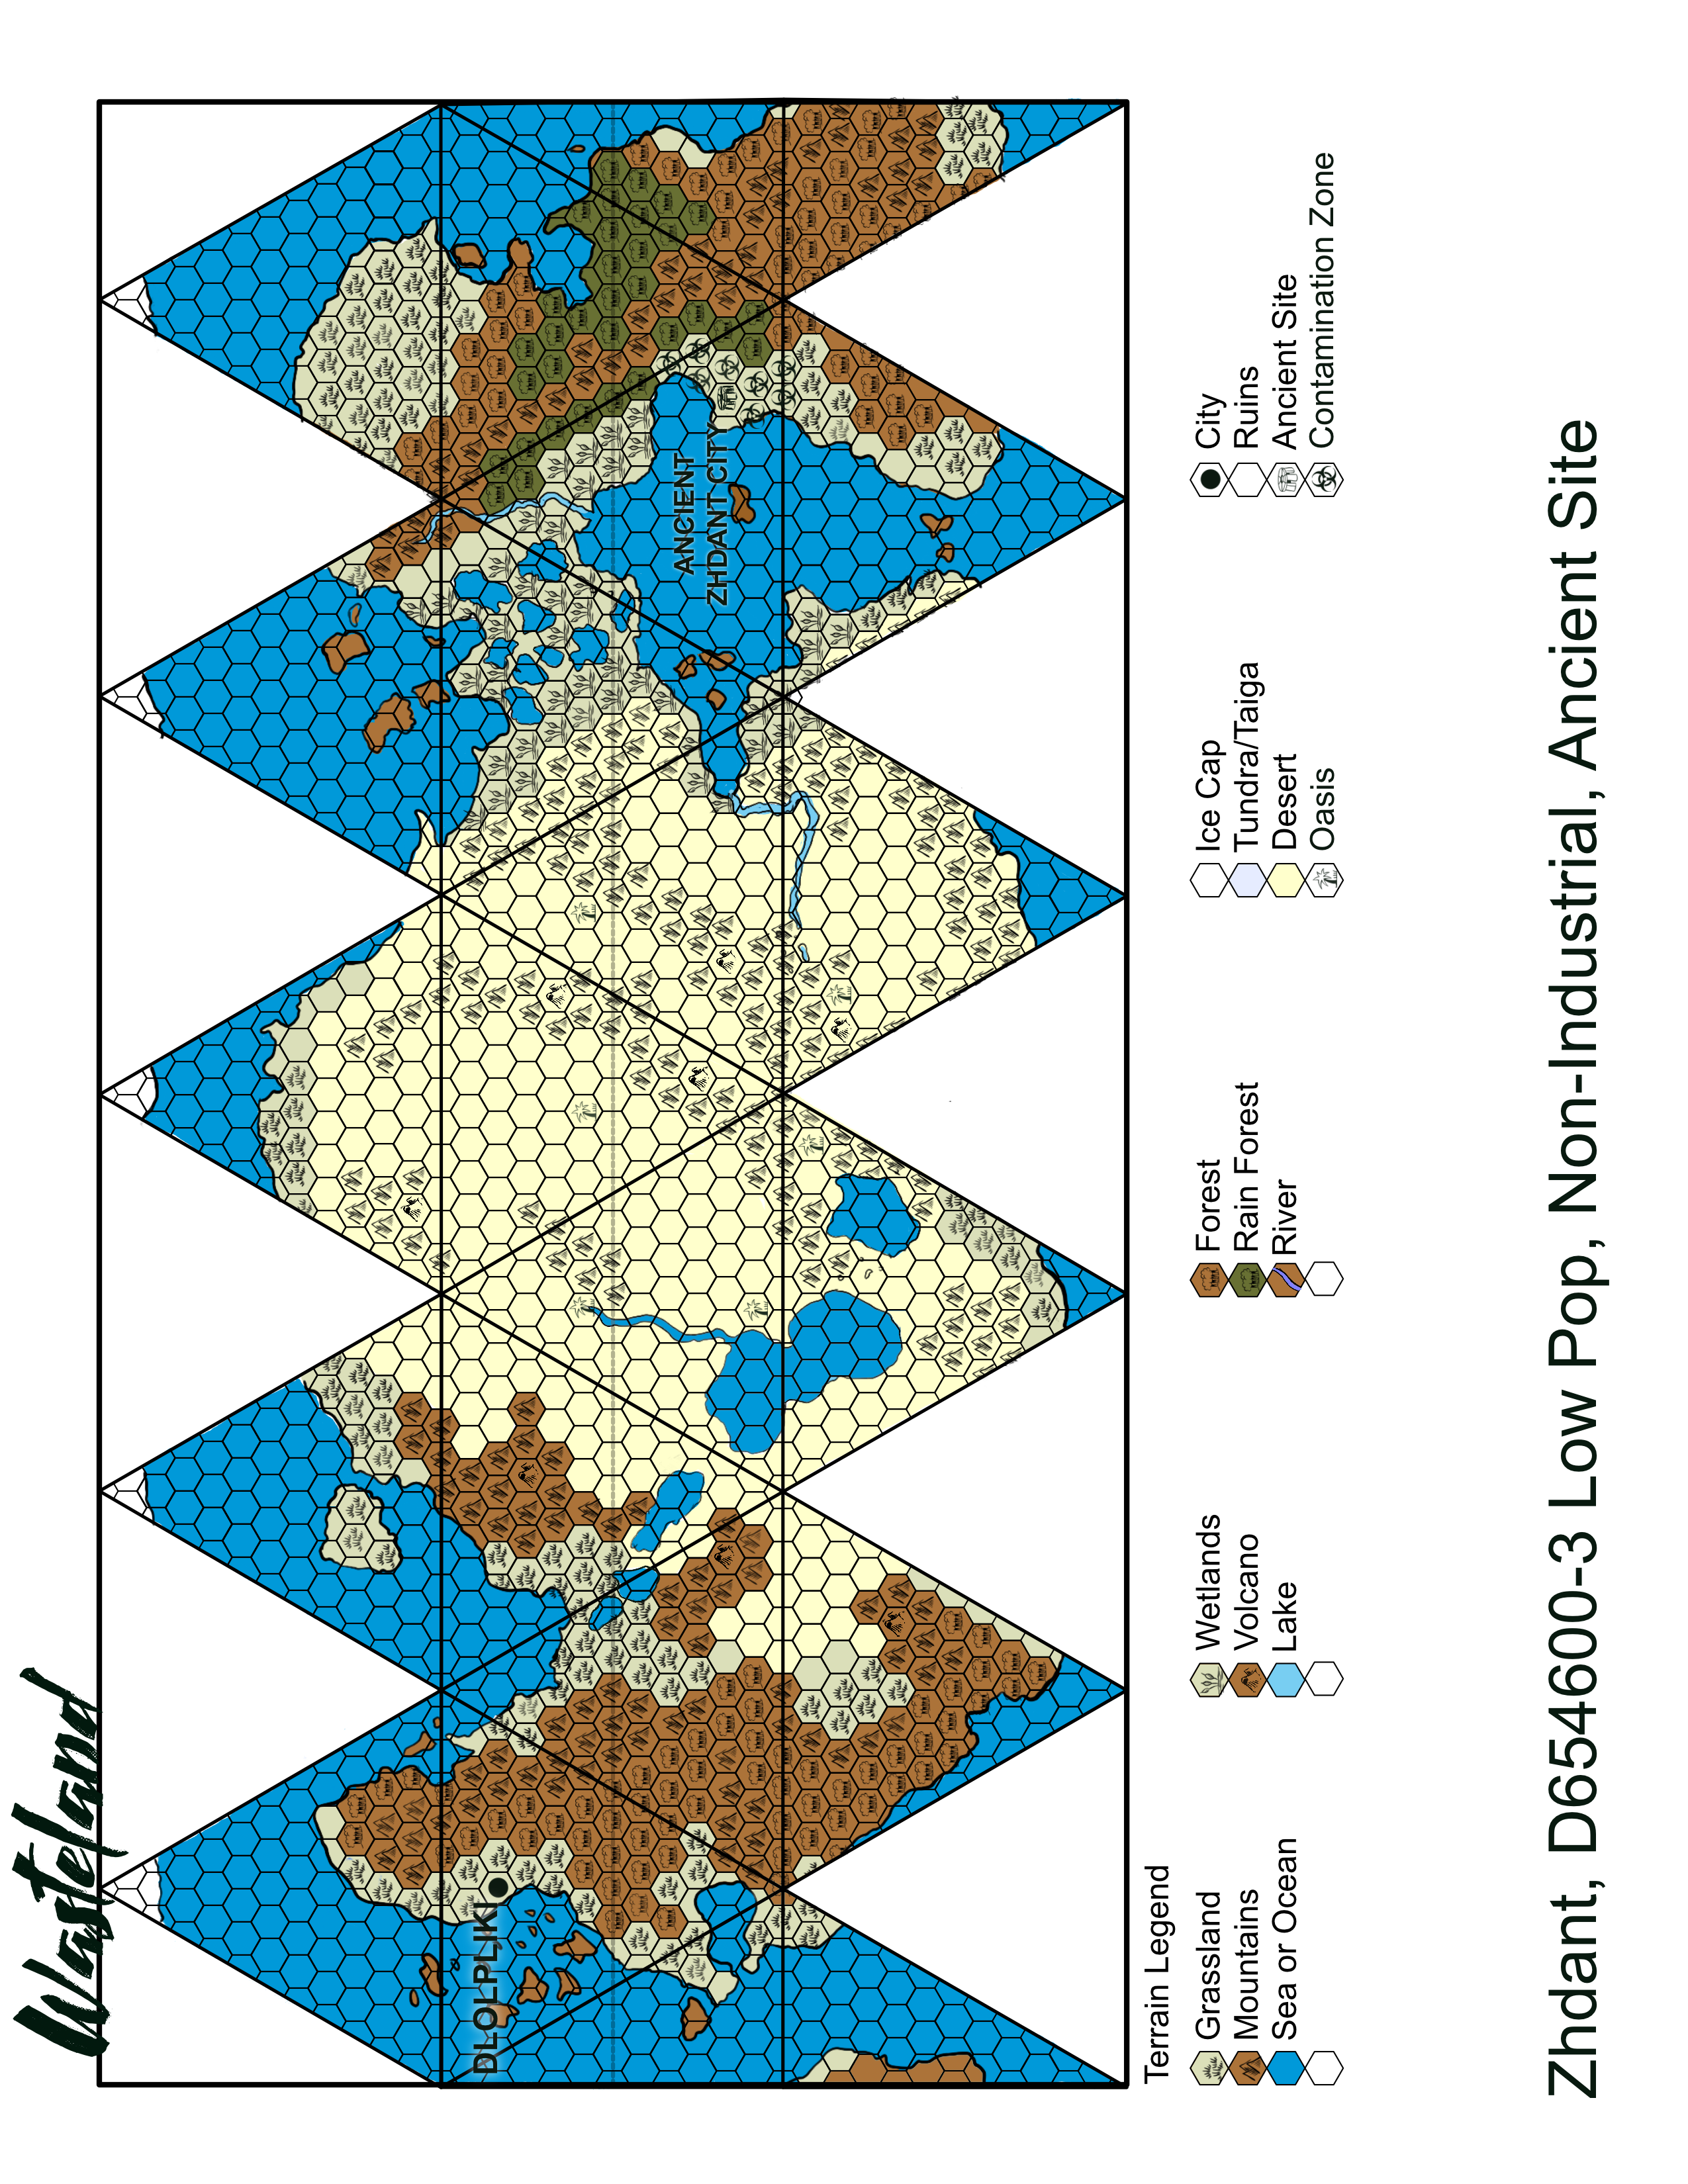 Wasteland
DLOLPLIKI
ANCIENT
ZHDANT CITY
Terrain Legend
Grassland
Mountains
Sea or Ocean
Wetlands
Volcano
Lake
Forest
Rain Forest
River
Ice Cap
Tundra/Taiga
Desert
Oasis
City
Ruins
Ancient Site
Contamination Zone
Zhdant, D654600-3 Low Pop, Non-Industrial, Ancient Site